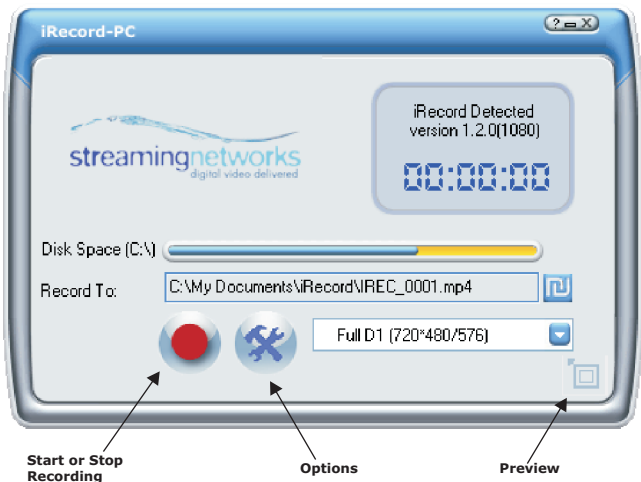 iRecord-PC
? - X
iRecord Detected
version 1.2.0(1080)
streamingnetworks
digital video delivered
00:00:00
Disk Space (C:\)
Record To:
C:\My Documents\iRecord\IREC_0001.mp4
Full D1 (720*480/576)
Start or Stop
Recording
Options
Preview